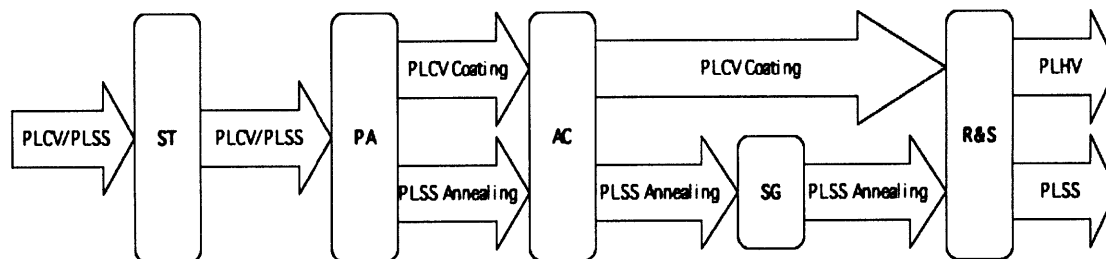 PLCV/PLSS
ST
PLCV/PLSS
PA
PLCV Coating
PLSS Annealing
AC
PLCV Coating
PLSS Annealing
SG
PLSS Annealing
R&S
PLHV
PLSS